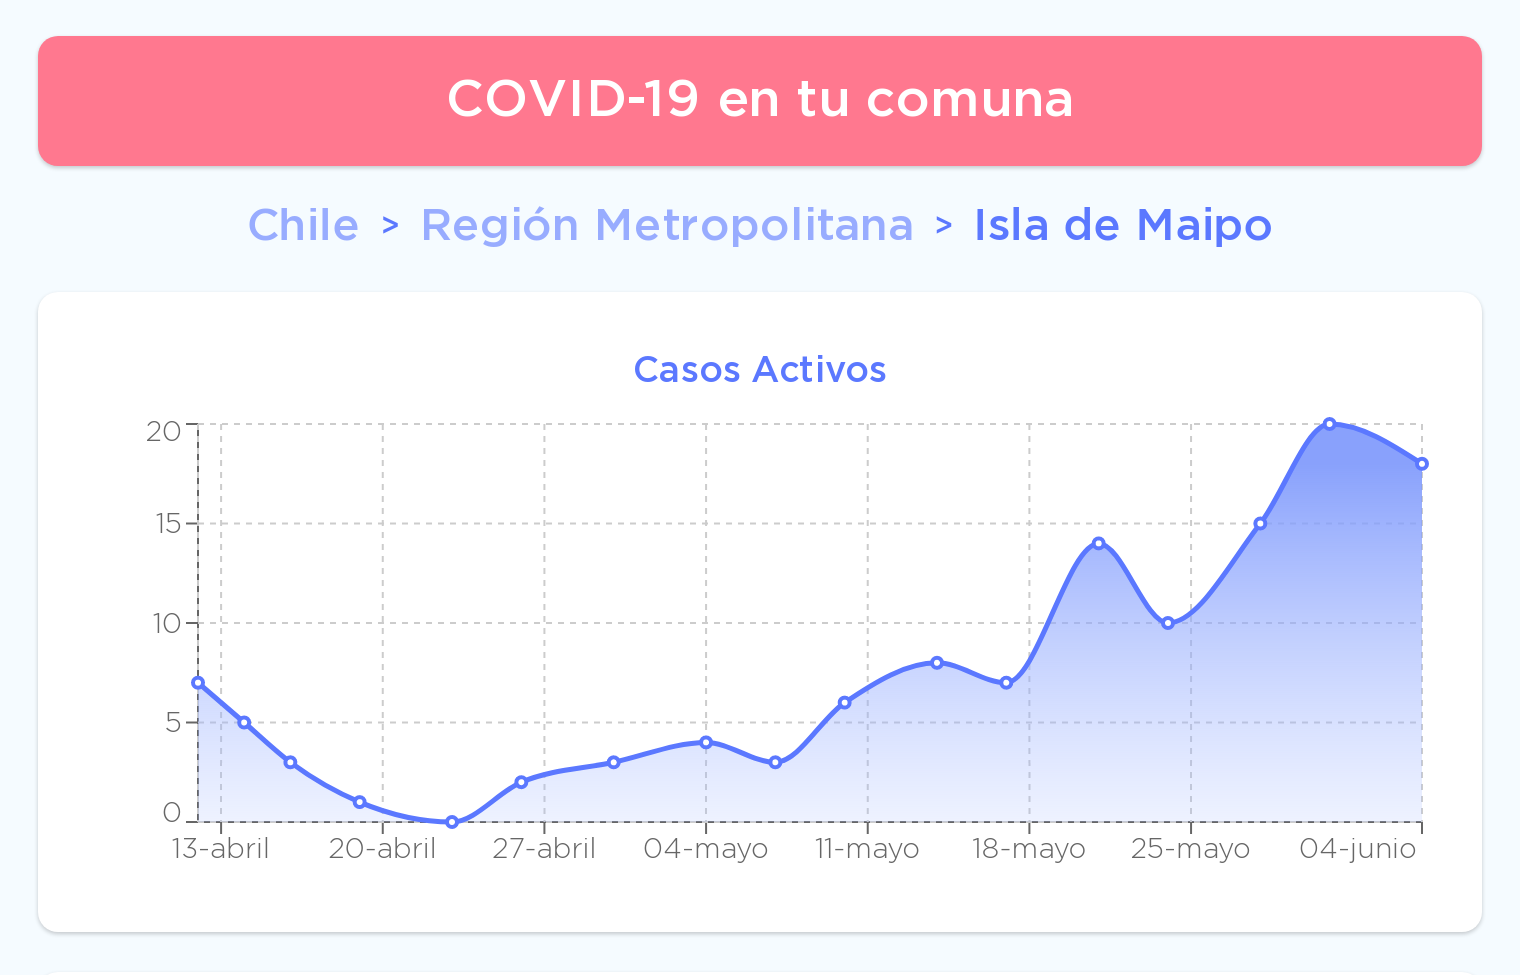 COVID-19 en tu comuna
Chile > Región Metropolitana > Isla de Maipo
Casos Activos
20
15
10
5
0
13-abril 20-abril 27-abril 04-mayo 11-mayo 18-mayo 25-mayo 04-junio